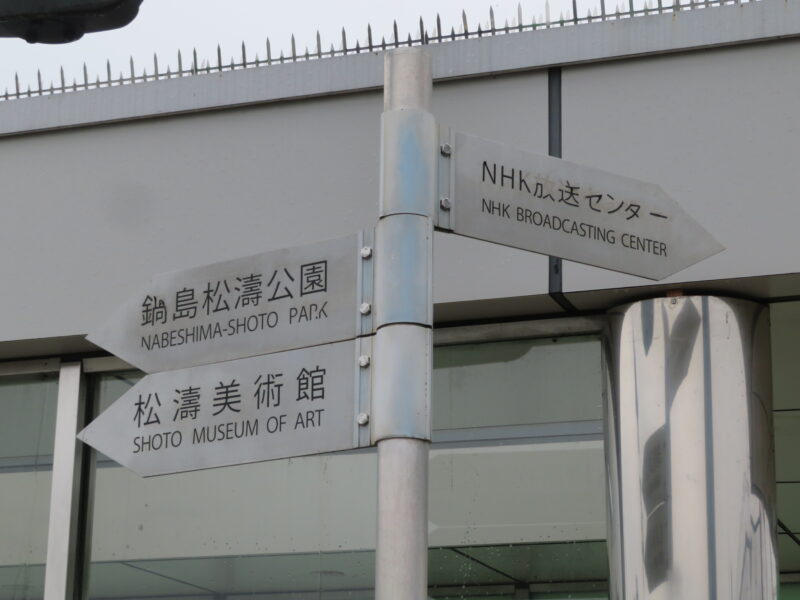 NHK放送センター
NHK BROADCASTING CENTER
鍋島松濤公園
NABESHIMA-SHOTO PARK
松濤美術館
SHOTO MUSEUM OF ART